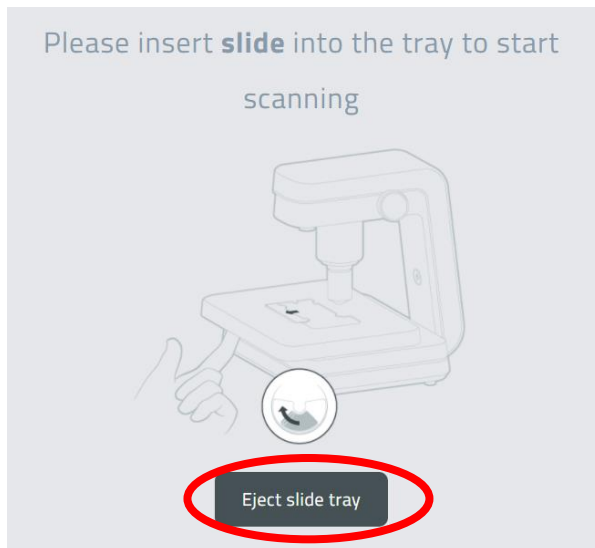 Please insert slide into the tray to start
scanning
Eject slide tray